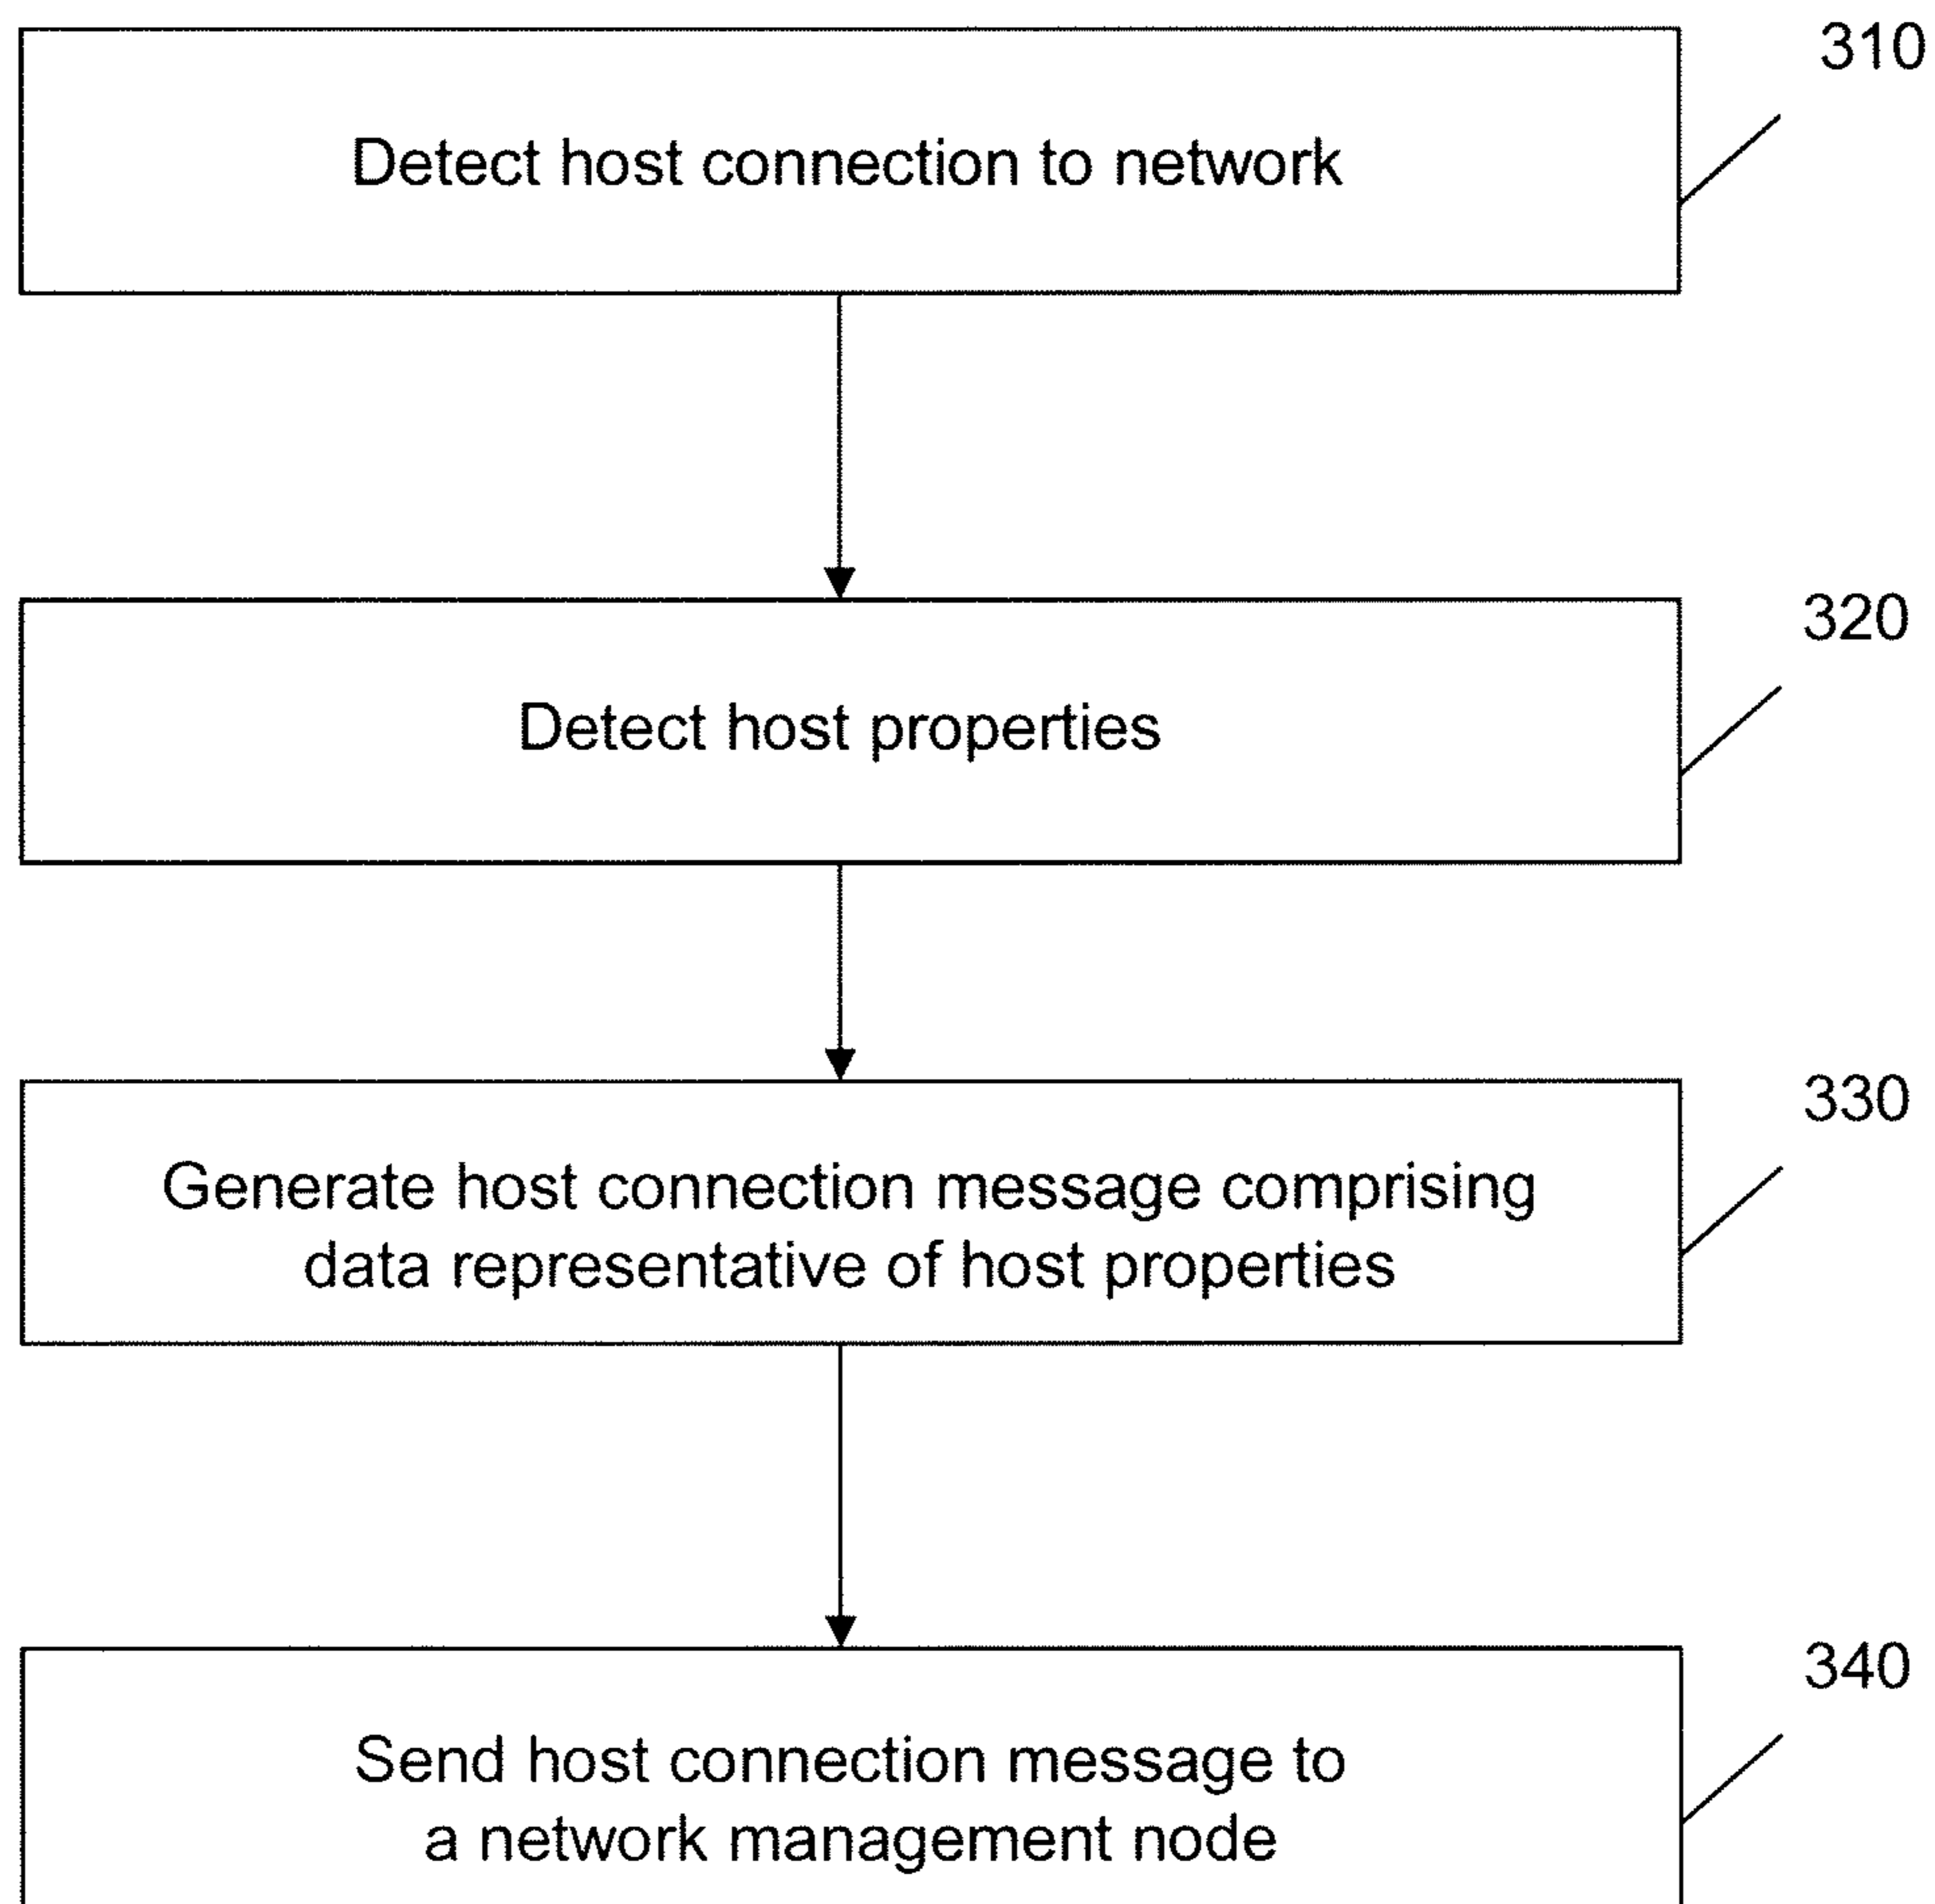 310
Detect host connection to network
320
Detect host properties
330
Generate host connection message comprising
data representative of host properties
340
Send host connection message to
a network management node